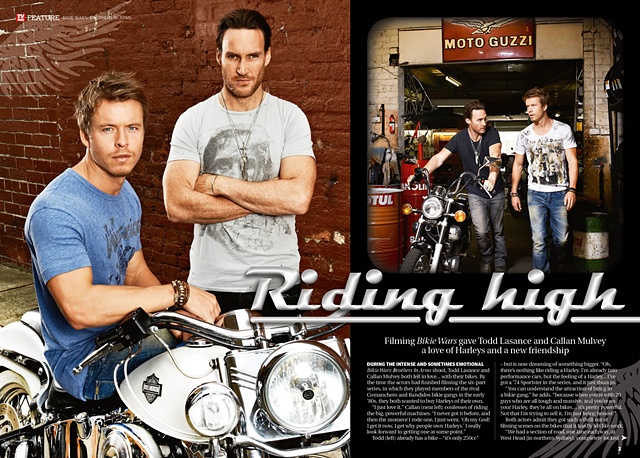 TV FEATURE BIKIE WARS: BROTHERS IN ARMS
MOTO GUZZI
MOTUL
Riding high
Filming Bikie Wars gave Todd Lasance and Callan Mulvey
a love of Harleys and a new friendship
DURING THE INTENSE AND SOMETIMES EMOTIONAL
Bikie Wars: Brothers In Arms shoot, Todd Lasance and
Callan Mulvey both fell in love... with their bikes. By
the time the actors had finished filming the six-part
series, in which they played members of the rival
Comanchero and Bandidos bikie gangs in the early
'80s, they both wanted to buy Harleys of their own.
"I just love it," Callan (near left) confesses of riding
the big, powerful machines. "I never got it before, and
then the moment I rode one, I just went, 'Oh my God!
I get it now. I get why people own Harleys.' I really
look forward to getting one at some point."
Todd (left) already has a bike – "it's only 250cc"
– but is now dreaming of something bigger. "Oh,
there's nothing like riding a Harley. I'm already into
performance cars, but the feeling of a Harley... I've
got a '74 Sportster in the series, and it just thumps.
"You can understand the attraction of being in
a bikie gang," he adds, "because when you're with 20
guys who are all tough and massive, and you're on
your Harley, they're all on bikes... it's pretty powerful.
Not that I'm trying to sell it, I'm just being honest!"
Both actors admit they got such a thrill out of
filming scenes on the bikes that it hardly felt like work.
"We had a section of road, one lane each way, at
West Head (in northern Sydney), completely locked